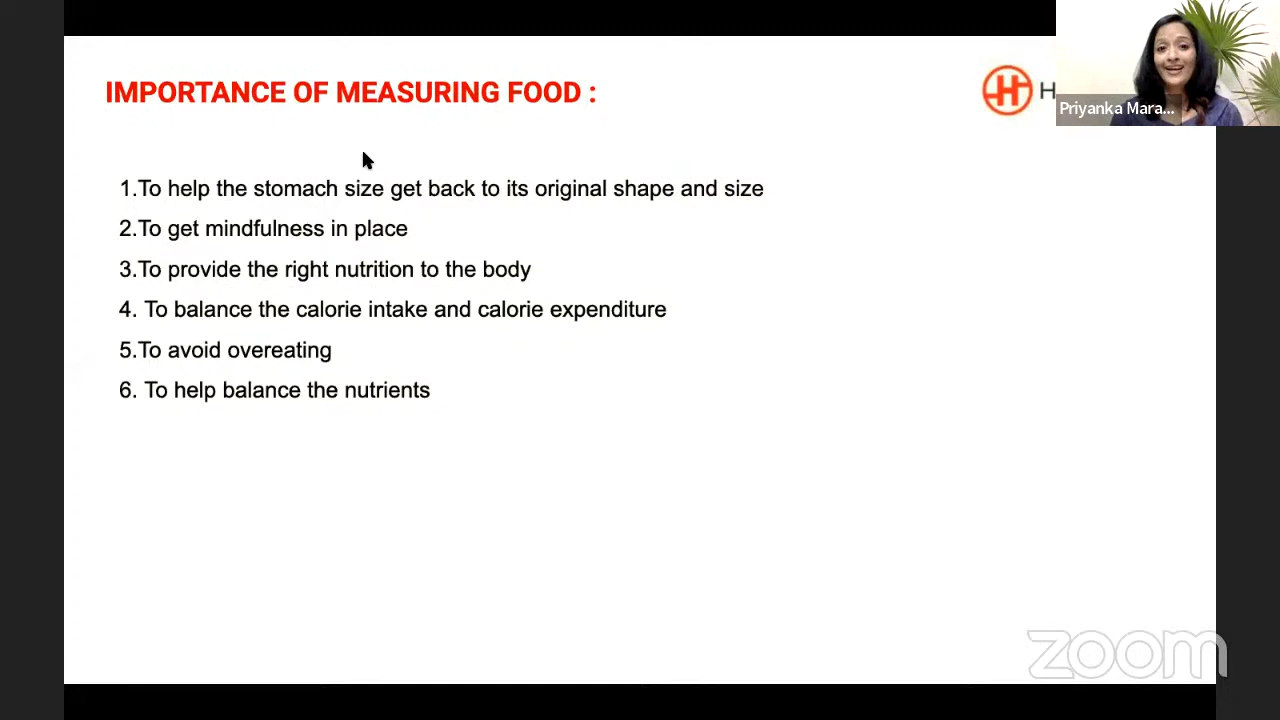 IMPORTANCE OF MEASURING FOOD :
H
Priyanka Mara...
1.To help the stomach size get back to its original shape and size
2.To get mindfulness in place
3.To provide the right nutrition to the body
4. To balance the calorie intake and calorie expenditure
5.To avoid overeating
6. To help balance the nutrients
zoom